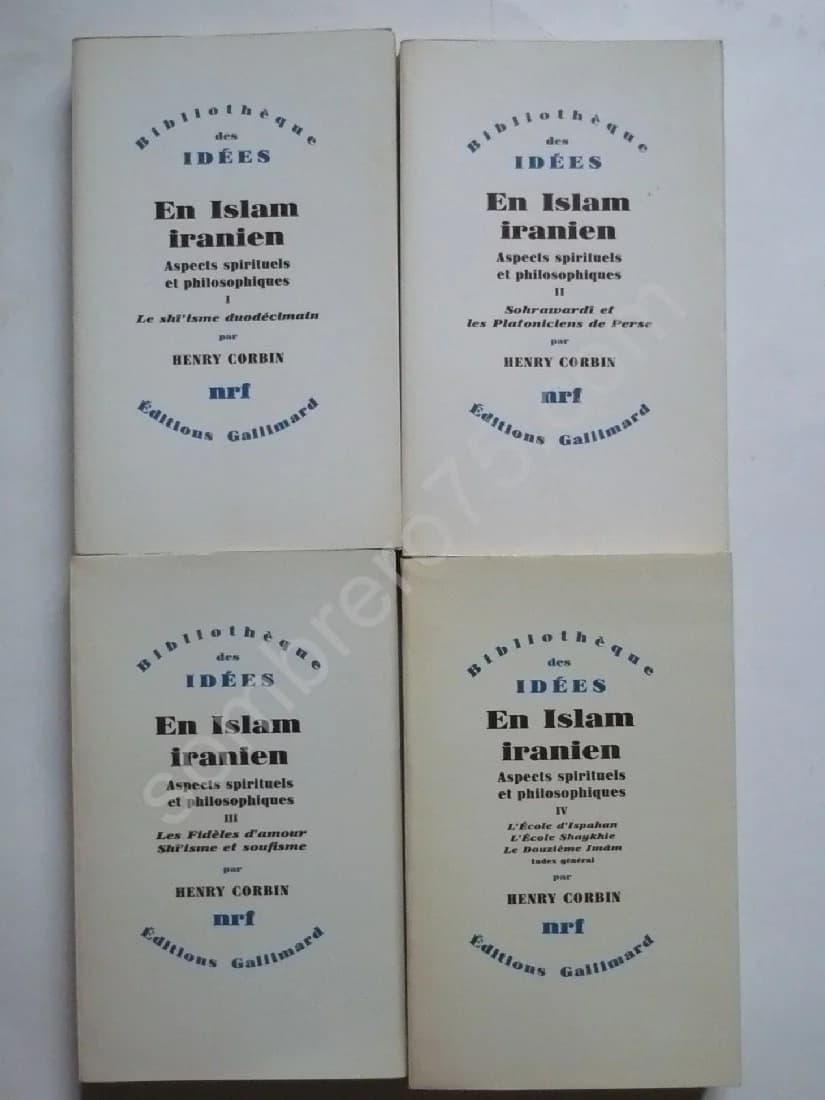 Bibliothèque
des
IDÉES
En Islam
iranien
Aspects spirituels
et philosophiques
I
Le shî'isme duodécimain
par
HENRY CORBIN
nrf
Éditions Gallimard
Bibliothèque
des
IDÉES
En Islam
iranien
Aspects spirituels
et philosophiques
II
Sohrawardî et
les Platoniciens de Perse
par
HENRY CORBIN
nrf
Éditions Gallimard
Bibliothèque
des
IDÉES
En Islam
iranien
Aspects spirituels
et philosophiques
III
Les Fidèles d'amour
Shî'isme et soufisme
par
HENRY CORBIN
nrf
Éditions Gallimard
Bibliothèque
des
IDÉES
En Islam
iranien
Aspects spirituels
et philosophiques
IV
L'École d'Ispahan
L'École Shaykhie
Le Douzième Imâm
Index général
par
HENRY CORBIN
nrf
Éditions Gallimard
sombrero75.com